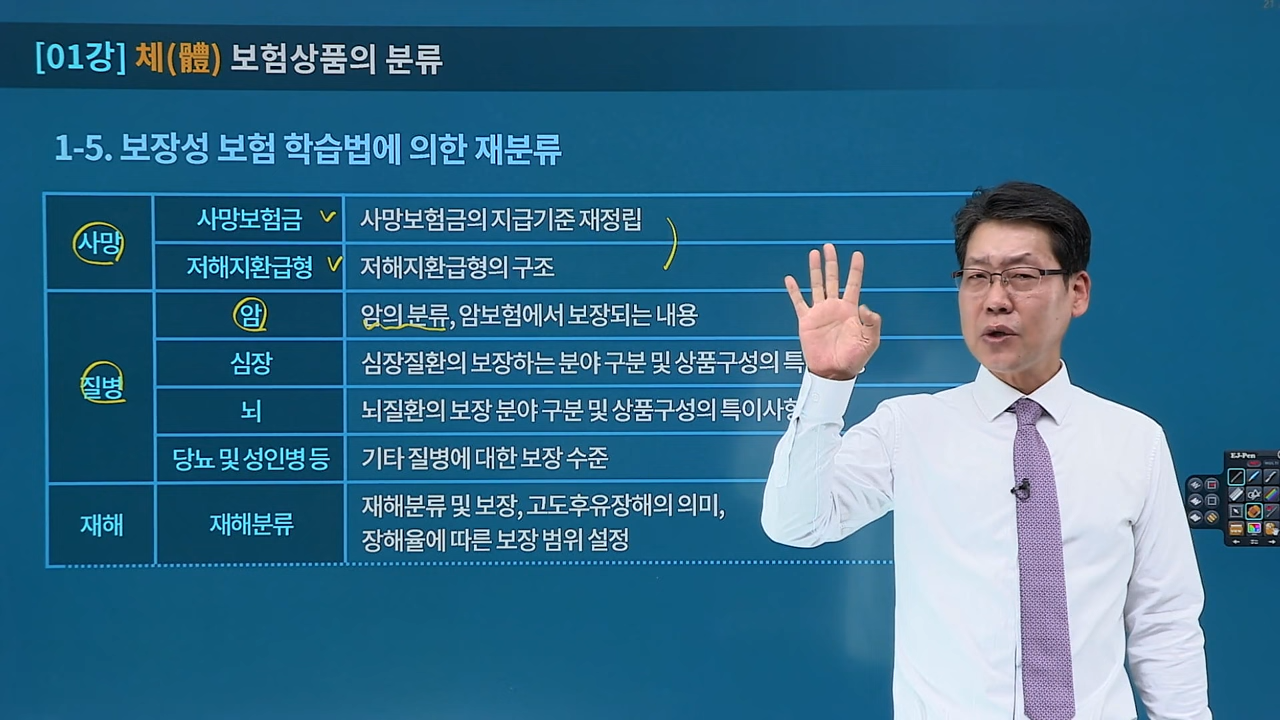 [01강] 체(體) 보험상품의 분류
1-5. 보장성 보험 학습법에 의한 재분류
사망
사망보험금
사망보험금의 지급기준 재정립
저해지환급형
저해지환급형의 구조
질병
암
암의 분류, 암보험에서 보장되는 내용
심장
심장질환의 보장하는 분야 구분 및 상품구성의
뇌
뇌질환의 보장 분야 구분 및 상품구성의 특이사항
당뇨 및 성인병 등
기타 질병에 대한 보장 수준
재해
재해분류
재해분류 및 보장, 고도후유장해의 의미,
장해율에 따른 보장 범위 설정
EJ-Pen